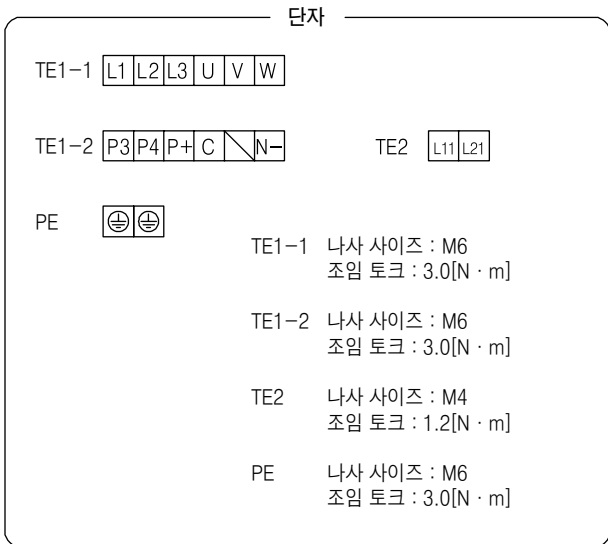 단자
TE1-1 L1 L2 L3 U V W
TE1-2 P3 P4 P+ C N- TE2 L11 L21
PE
TE1-1 나사 사이즈 : M6
조임 토크 : 3.0[N · m]
TE1-2 나사 사이즈 : M6
조임 토크 : 3.0[N · m]
TE2 나사 사이즈 : M4
조임 토크 : 1.2[N · m]
PE 나사 사이즈 : M6
조임 토크 : 3.0[N · m]